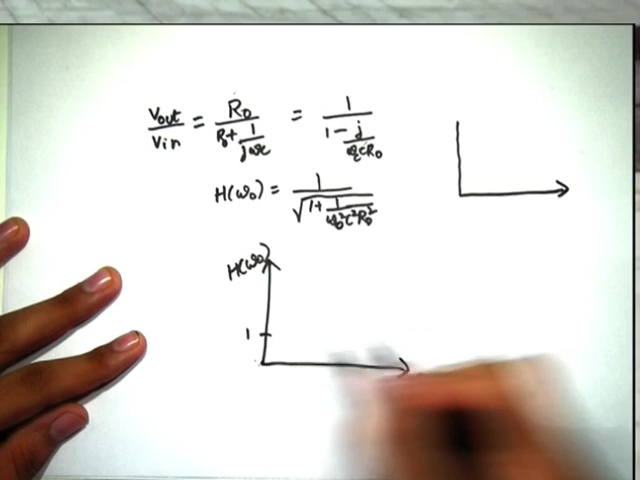 Vout/Vin = R0/(R0 + 1/jωc) = 1/(1 - j/ω0cR0)
H(ω0) = 1/√(1 + 1/ω0²c²R0²)
H(ω0)
1